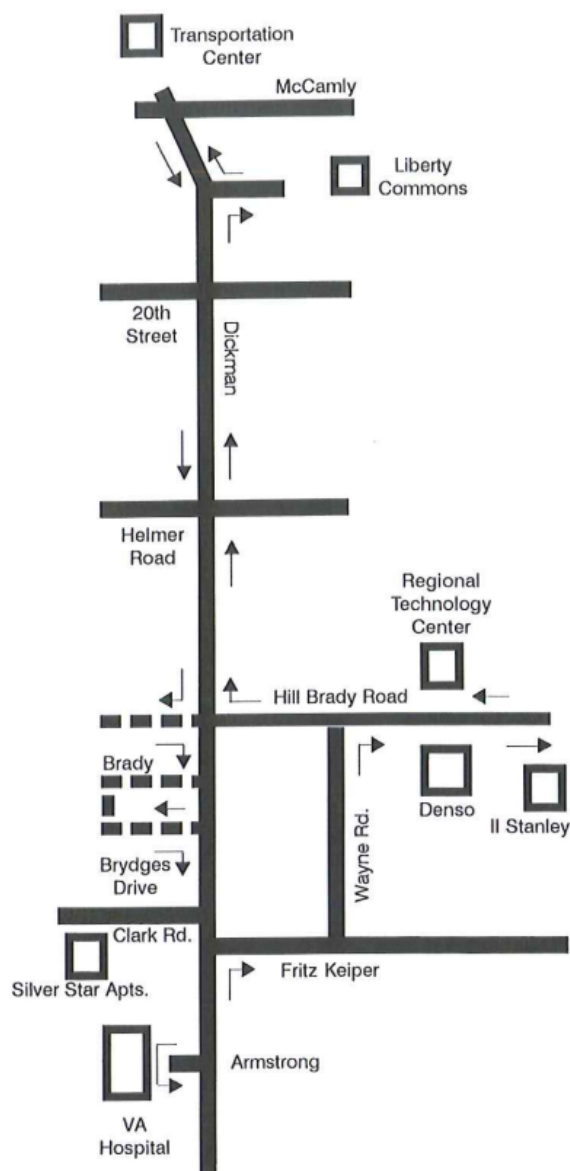 Transportation
Center
McCamly
Liberty
Commons
20th
Street
Dickman
Helmer
Road
Regional
Technology
Center
Hill Brady Road
Brady
Denso
II Stanley
Wayne Rd.
Brydges
Drive
Clark Rd.
Fritz Keiper
Silver Star Apts.
Armstrong
VA
Hospital